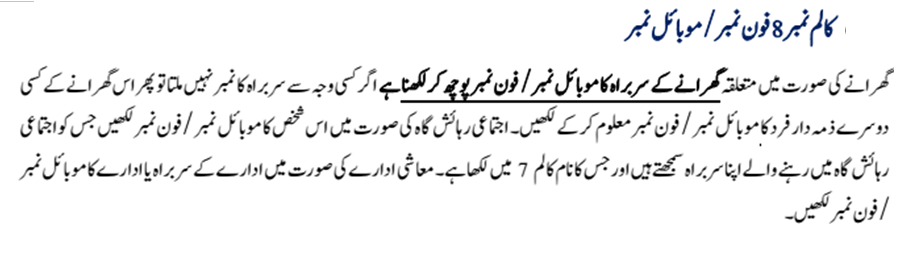 کالم نمبر 8 فون نمبر / موبائل نمبر
گھرانے کی صورت میں متعلقہ گھرانے کے سربراہ کا موبائل نمبر / فون نمبر پوچھ کر لکھنا ہے اگر کسی وجہ سے سربراہ کا نمبر نہیں ملتا تو پھر اس گھرانے کے کسی
دوسرے ذمہ دار فرد کا موبائل نمبر / فون نمبر معلوم کر کے لکھیں۔ اجتماعی رہائش گاہ کی صورت میں اس شخص کا موبائل نمبر / فون نمبر لکھیں جس کو اجتماعی
رہائش گاہ میں رہنے والے اپنا سربراہ سمجھتے ہیں اور جس کا نام کالم 7 میں لکھا ہے۔ معاشی ادارے کی صورت میں ادارے کے سربراہ یا ادارے کا موبائل نمبر
/ فون نمبر لکھیں۔